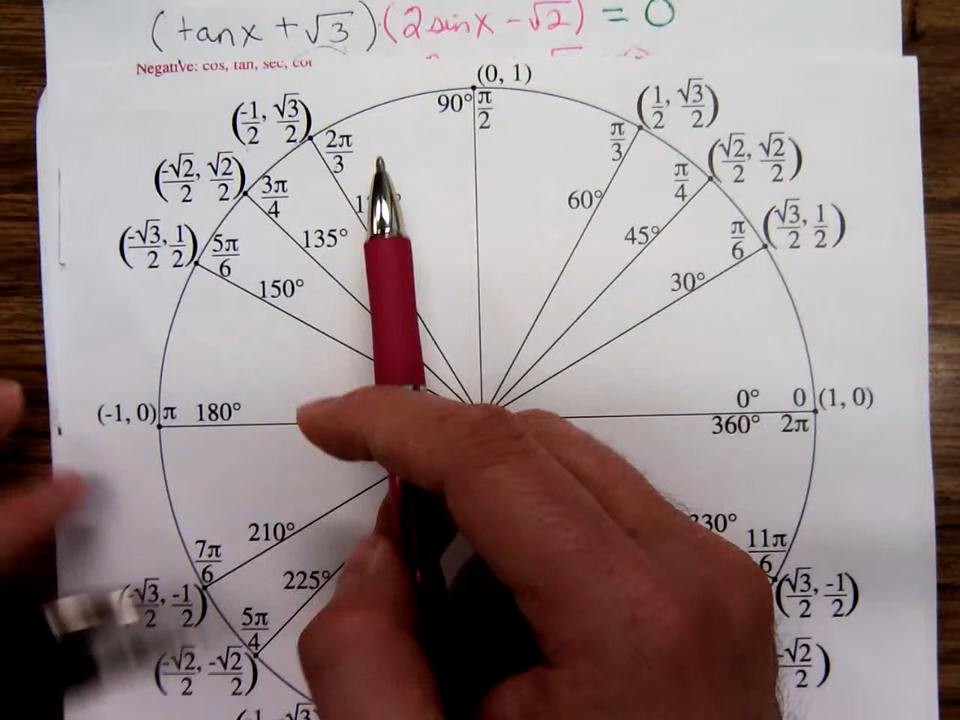 (tanx + √3)(2sinx - √2) = 0
Negative: cos, tan, sec, cot
(0, 1)
90° π/2
(-1/2, √3/2) 2π/3
π/3 (1/2, √3/2)
(-√2/2, √2/2) 3π/4
π/4 (√2/2, √2/2)
60°
135° 45°
(-√3/2, 1/2) 5π/6
π/6 (√3/2, 1/2)
150° 30°
(-1, 0) π 180°
0° 0 (1, 0)
360° 2π
210° 330°
7π/6 11π/6
225°
(-√3/2, -1/2) (√3/2, -1/2)
5π/4
(-√2/2, -√2/2)
-√2/2)